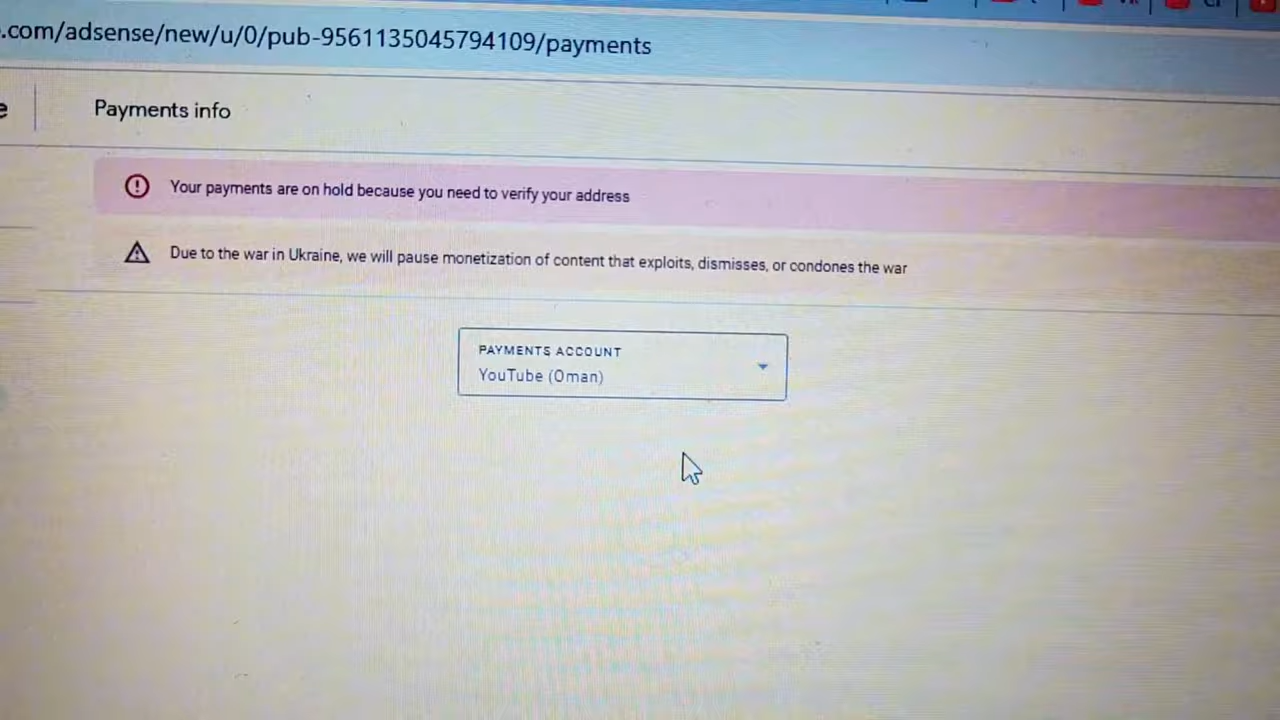 .com/adsense/new/u/0/pub-9561135045794109/payments
e
Payments info
Your payments are on hold because you need to verify your address
Due to the war in Ukraine, we will pause monetization of content that exploits, dismisses, or condones the war
PAYMENTS ACCOUNT
YouTube (Oman)